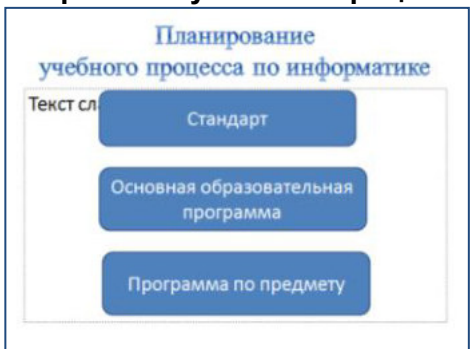 Планирование
учебного процесса по информатике
Текст сл
Стандарт
Основная образовательная
программа
Программа по предмету